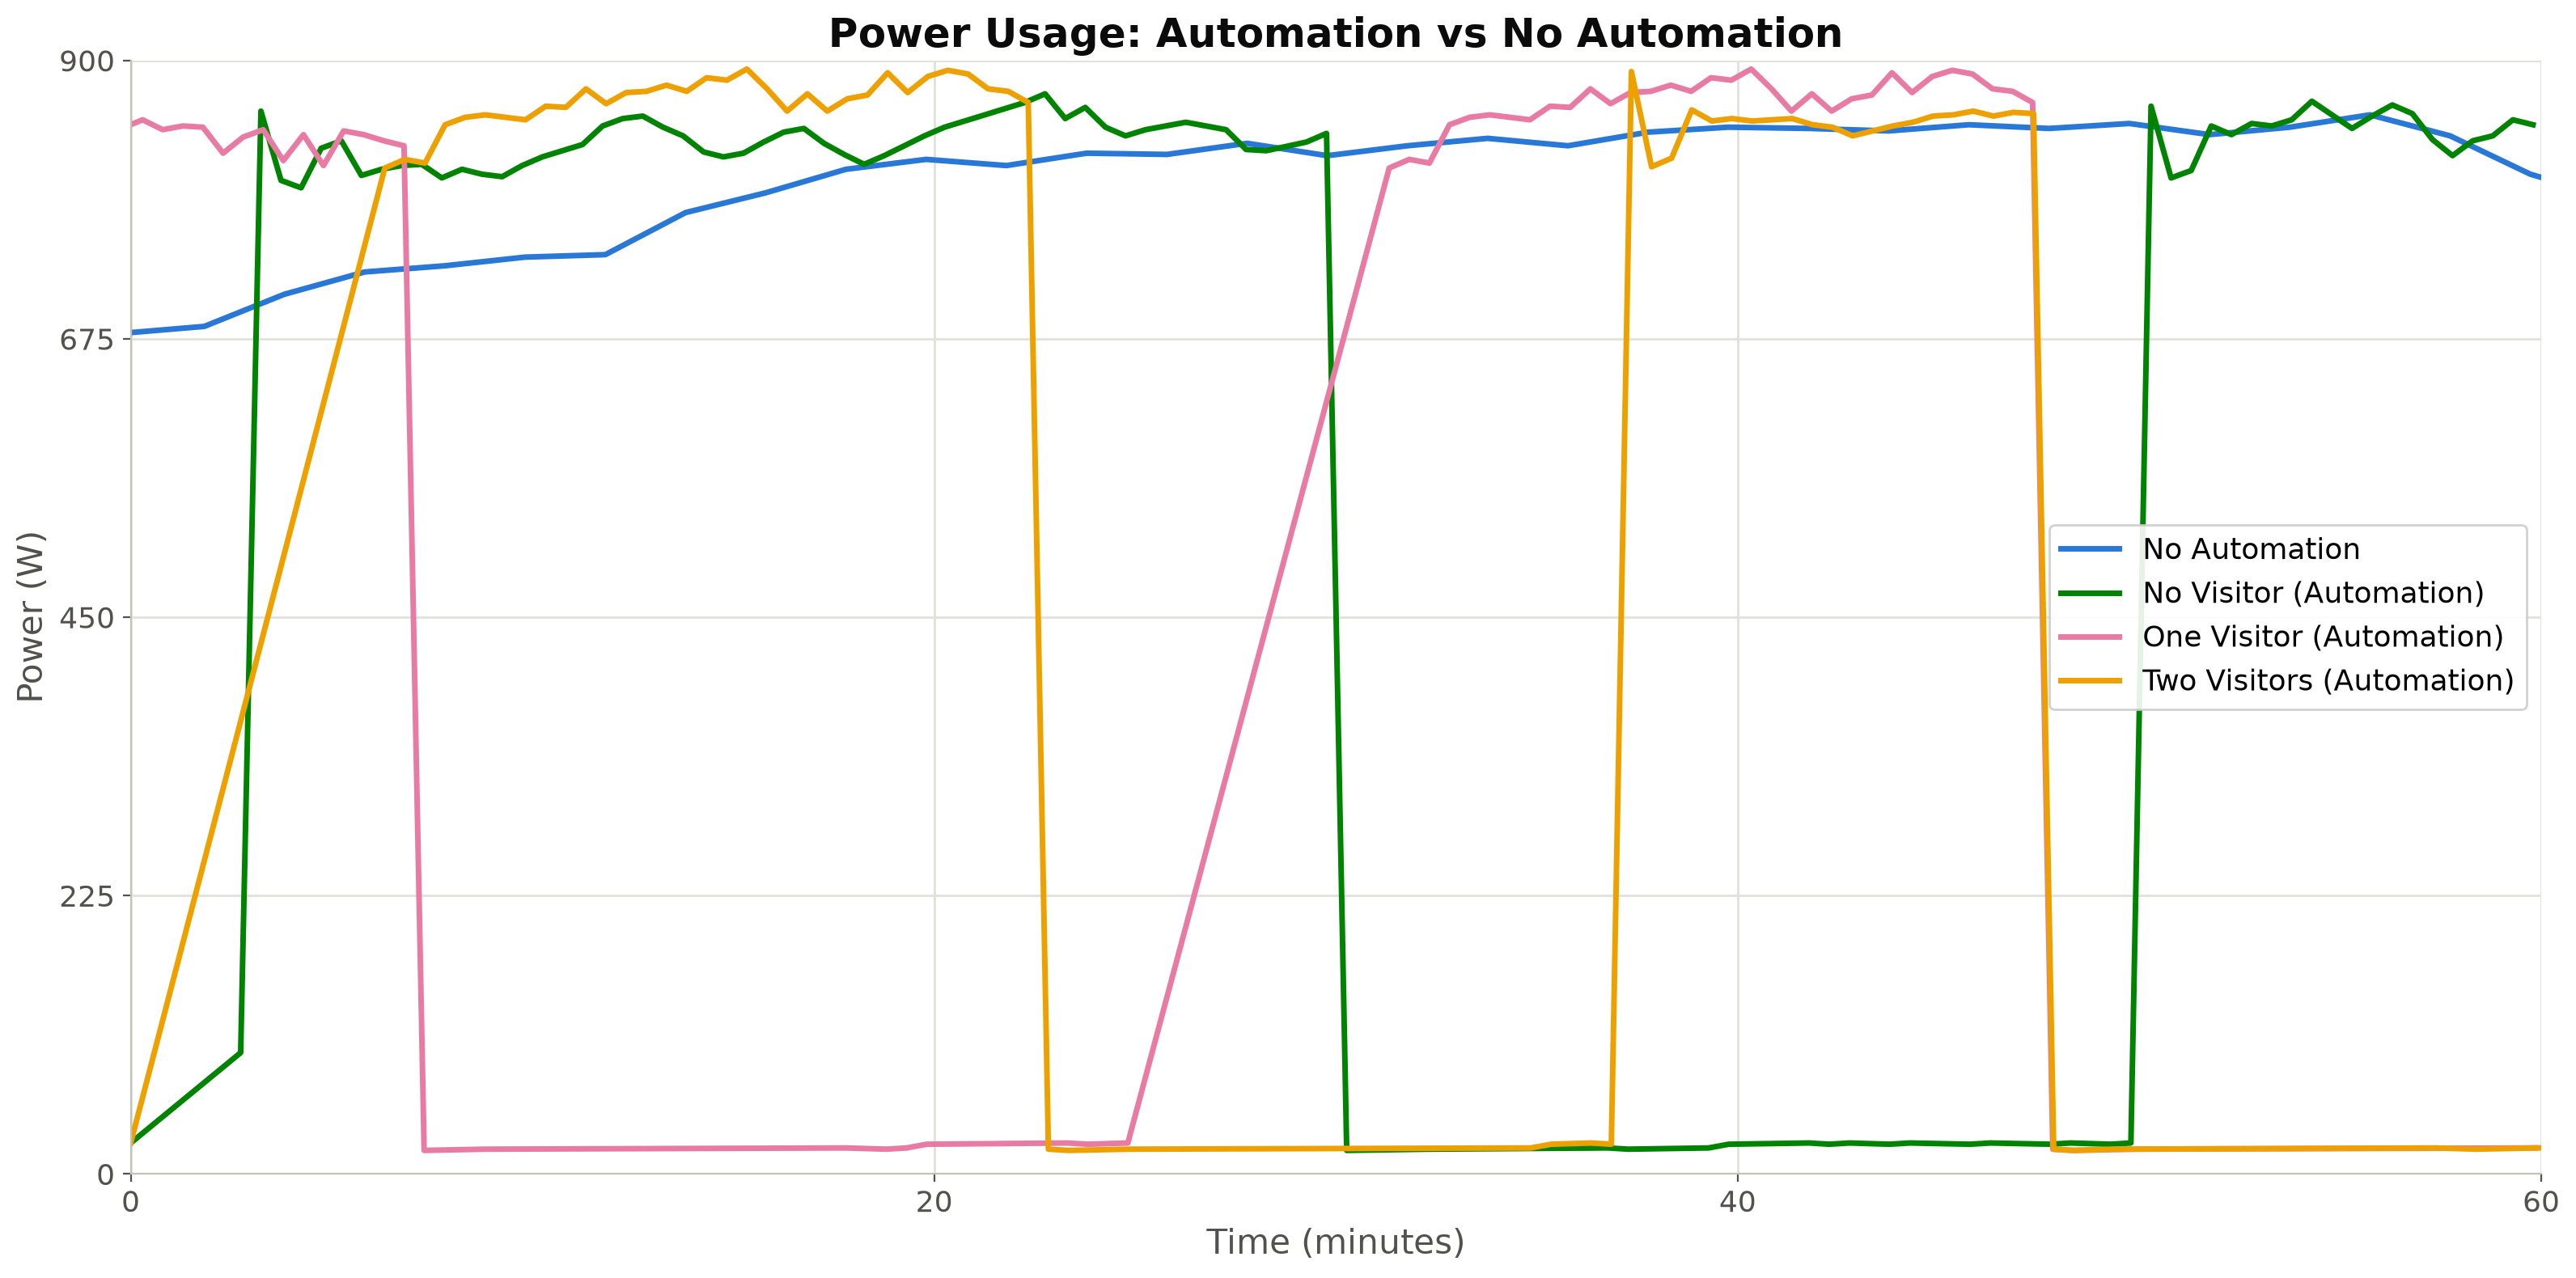 Power Usage: Automation vs No Automation
900
675
450
225
0
Power (W)
0 20 40 60
Time (minutes)
No Automation
No Visitor (Automation)
One Visitor (Automation)
Two Visitors (Automation)